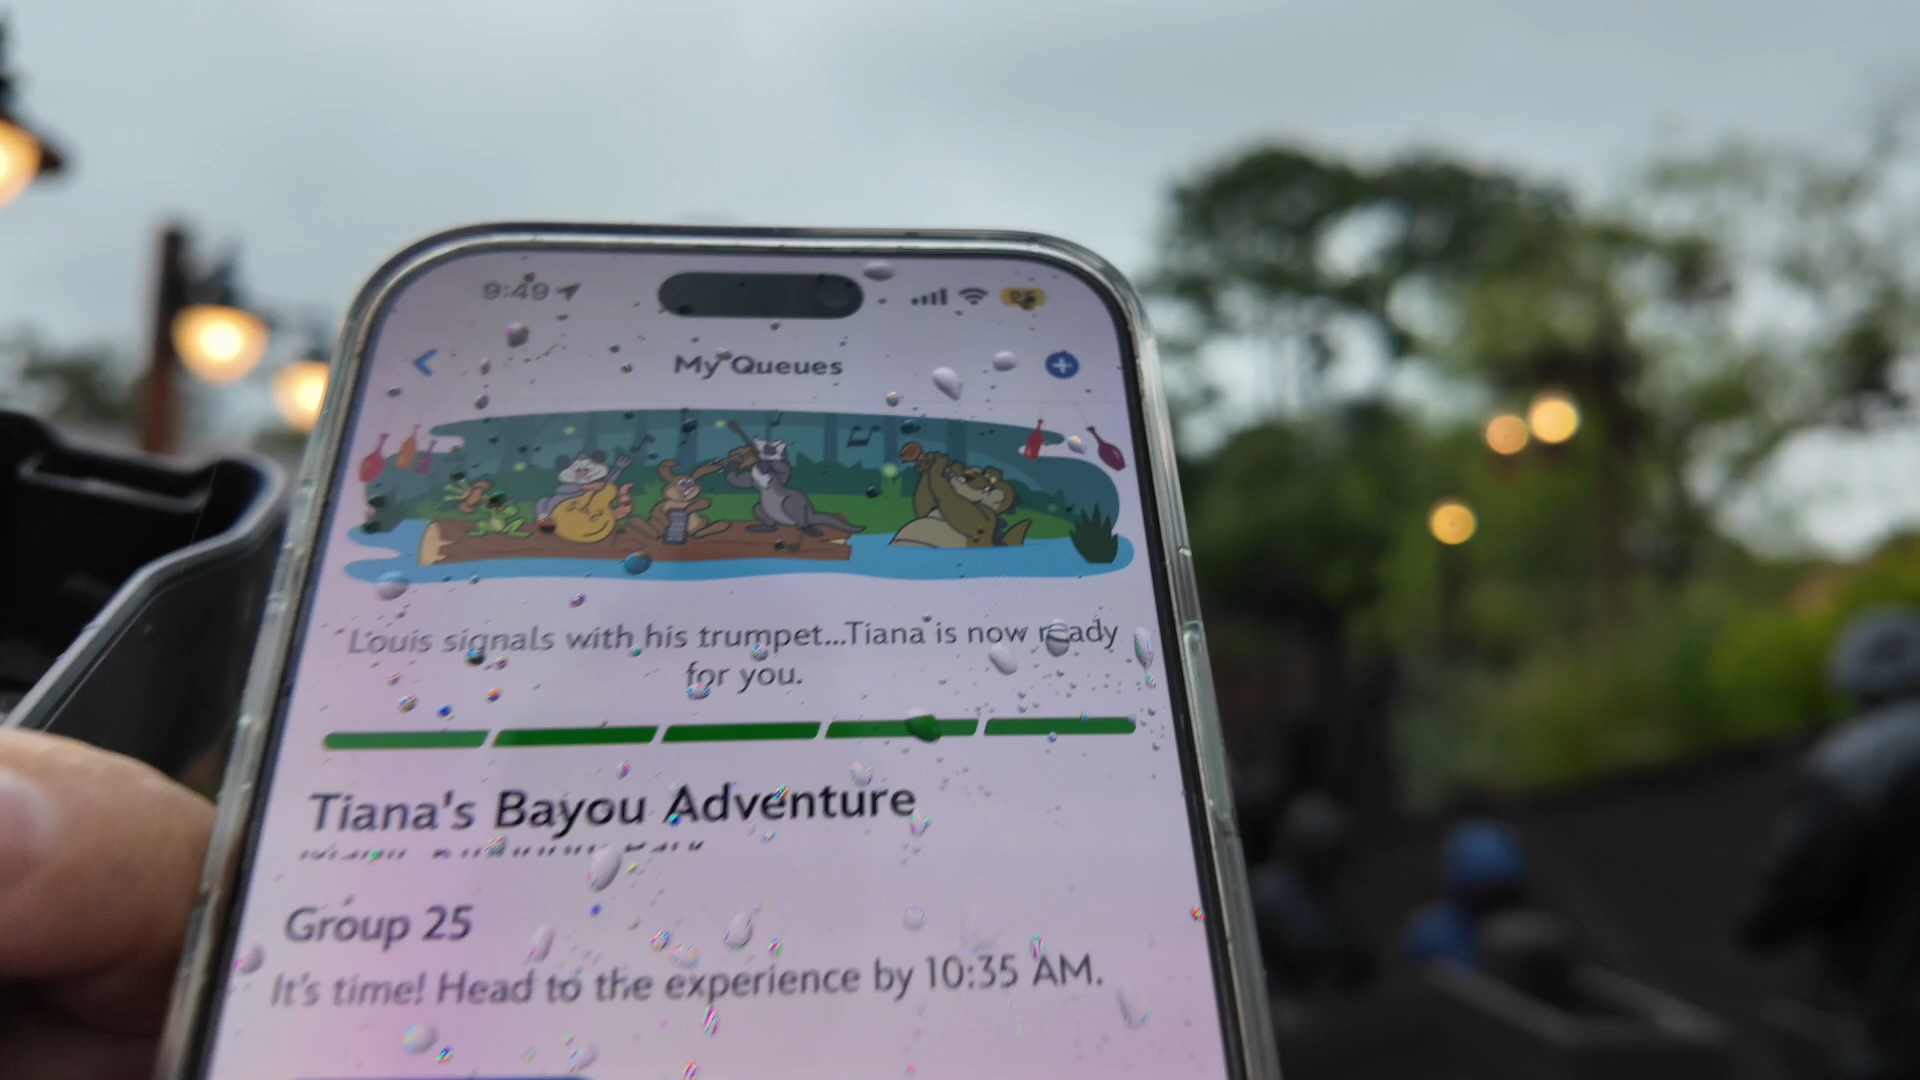 9:49
My Queues
Louis signals with his trumpet...Tiana is now ready
for you.
Tiana's Bayou Adventure
Group 25
It's time! Head to the experience by 10:35 AM.